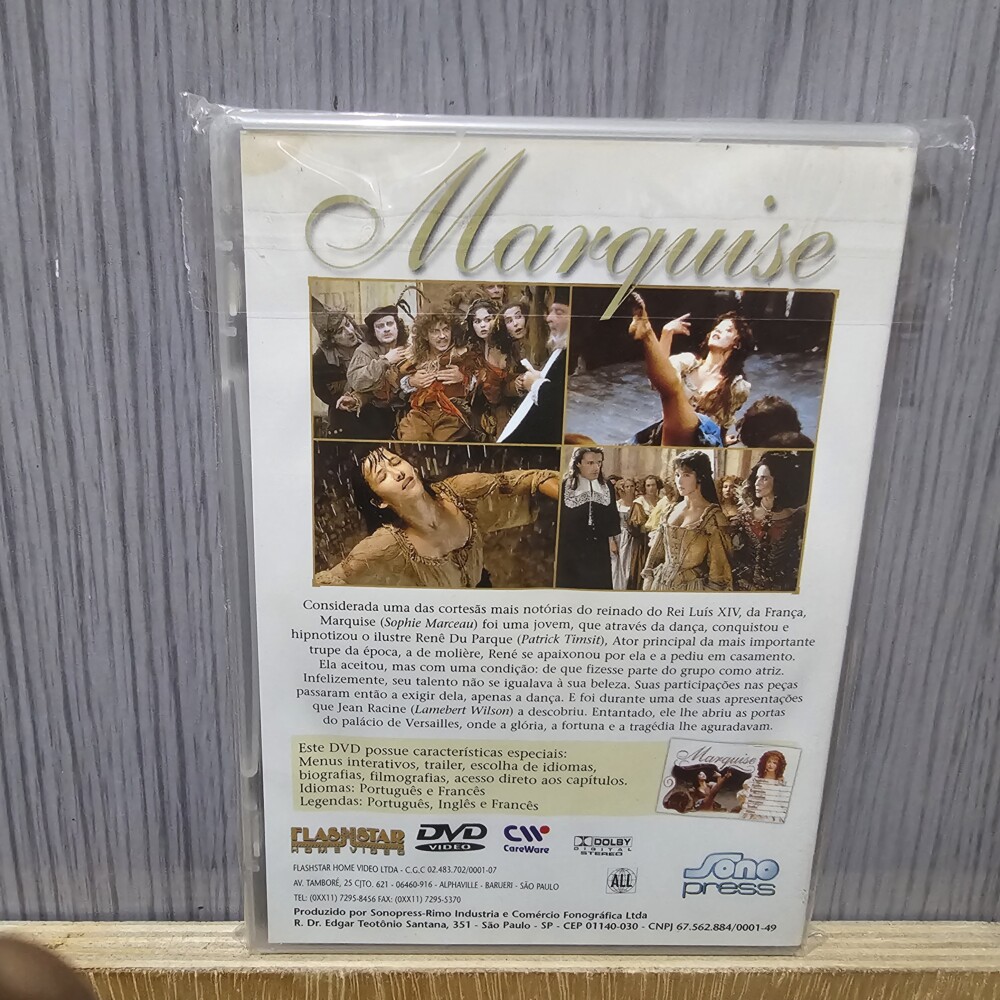 Marquise
Considerada uma das cortesãs mais notórias do reinado do Rei Luís XIV, da França,
Marquise (Sophie Marceau) foi uma jovem, que através da dança, conquistou e
hipnotizou o ilustre Renê Du Parque (Patrick Timsit), Ator principal da mais importante
trupe da época, a de molière, René se apaixonou por ela e a pediu em casamento.
Ela aceitou, mas com uma condição: de que fizesse parte do grupo como atriz.
Infelizemente, seu talento não se igualava à sua beleza. Suas participações nas peças
passaram então a exigir dela, apenas a dança. E foi durante uma de suas apresentações
que Jean Racine (Lamebert Wilson) a descobriu. Entantado, ele lhe abriu as portas
do palácio de Versailles, onde a glória, a fortuna e a tragédia lhe aguradavam.
Este DVD possue características especiais:
Menus interativos, trailer, escolha de idiomas,
biografias, filmografias, acesso direto aos capítulos.
Idiomas: Português e Francês
Legendas: Português, Inglês e Francês
Marquise
FLASHSTAR
HOME VIDEO
DVD
VIDEO
CW
CareWare
DOLBY
DIGITAL
STEREO
FLASHSTAR HOME VIDEO LTDA - C.G.C 02.483.702/0001-07
AV. TAMBORÉ, 25 CJTO. 621 - 06460-916 - ALPHAVILLE - BARUERI - SÃO PAULO
TEL: (0XX11) 7295-8456 FAX: (0XX11) 7295-5370
ALL
Sono
press
Produzido por Sonopress-Rimo Industria e Comércio Fonográfica Ltda
R. Dr. Edgar Teotônio Santana, 351 - São Paulo - SP - CEP 01140-030 - CNPJ 67.562.884/0001-49